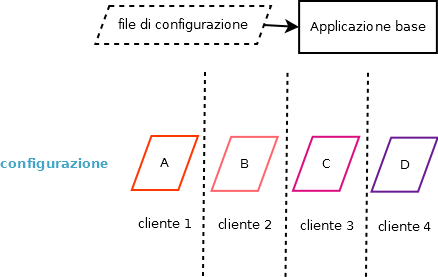 file di configurazione
Applicazione base
configurazione
A
B
C
D
cliente 1
cliente 2
cliente 3
cliente 4